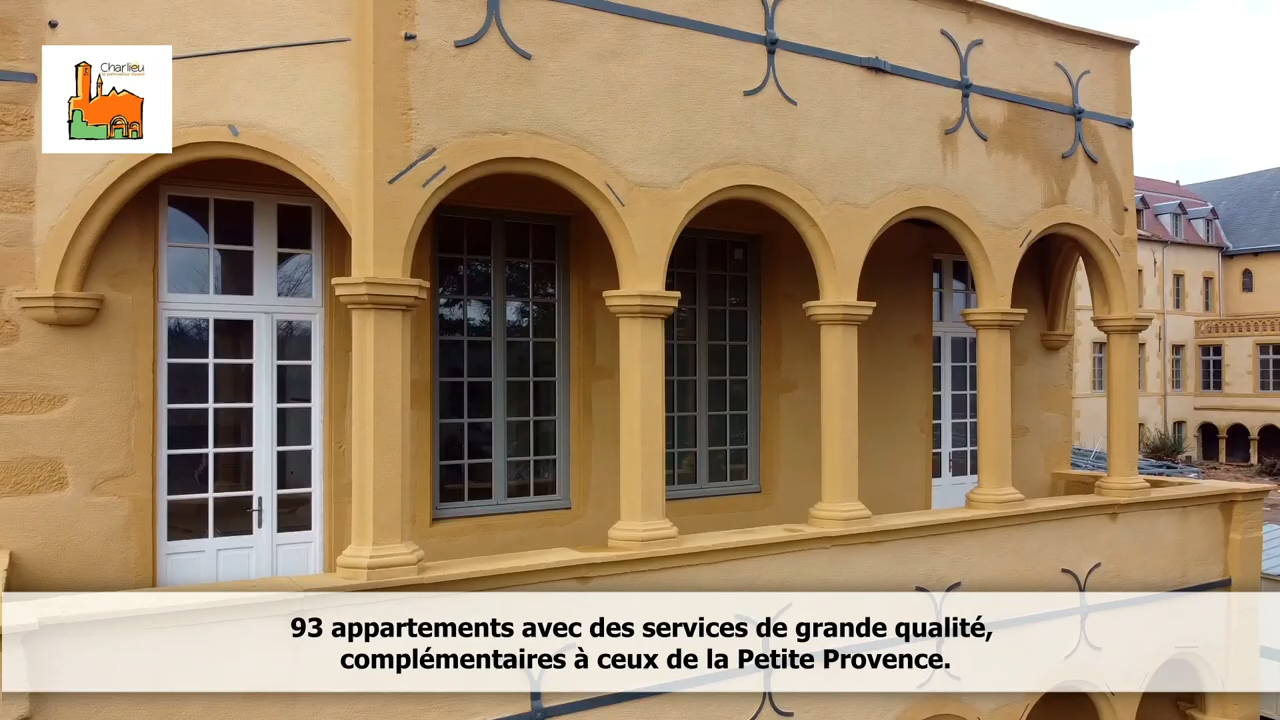 Charlieu
93 appartements avec des services de grande qualité,
complémentaires à ceux de la Petite Provence.